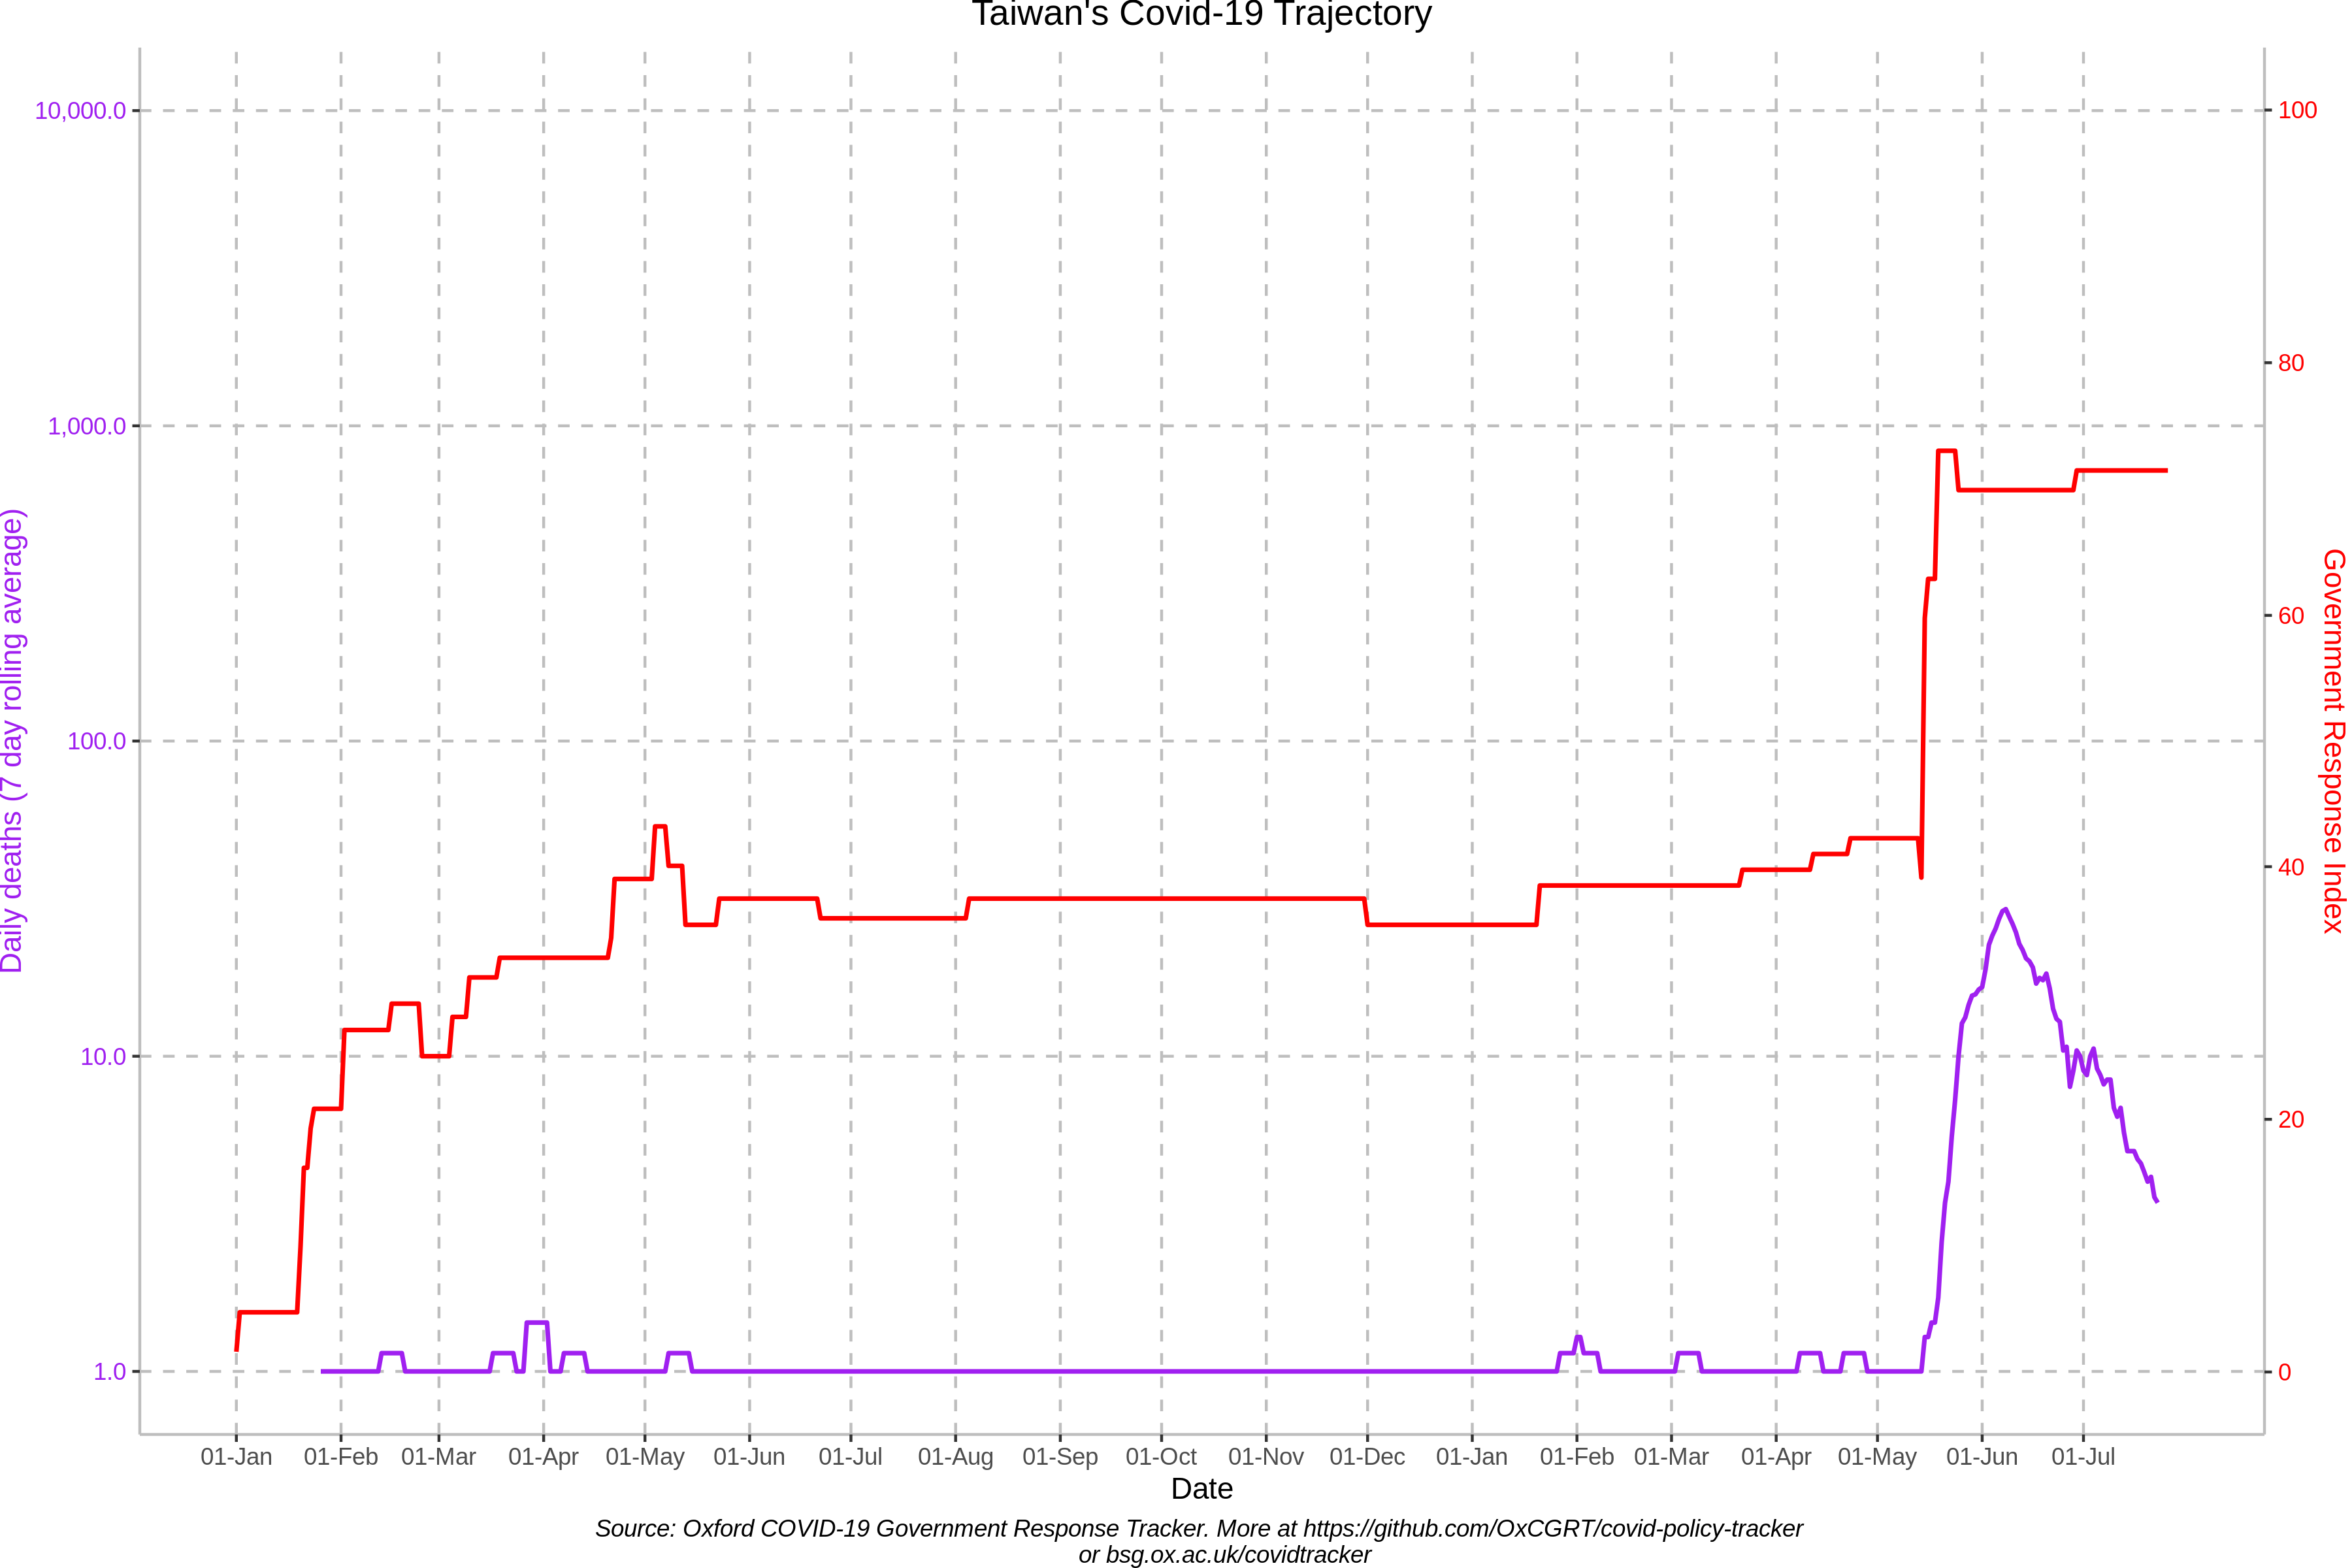 Taiwan's Covid-19 Trajectory
Daily deaths (7 day rolling average)
10,000.0
1,000.0
100.0
10.0
1.0
100
80
60
40
20
0
Government Response Index
01-Jan 01-Feb 01-Mar 01-Apr 01-May 01-Jun 01-Jul 01-Aug 01-Sep 01-Oct 01-Nov 01-Dec 01-Jan 01-Feb 01-Mar 01-Apr 01-May 01-Jun 01-Jul
Date
Source: Oxford COVID-19 Government Response Tracker. More at https://github.com/OxCGRT/covid-policy-tracker
or bsg.ox.ac.uk/covidtracker